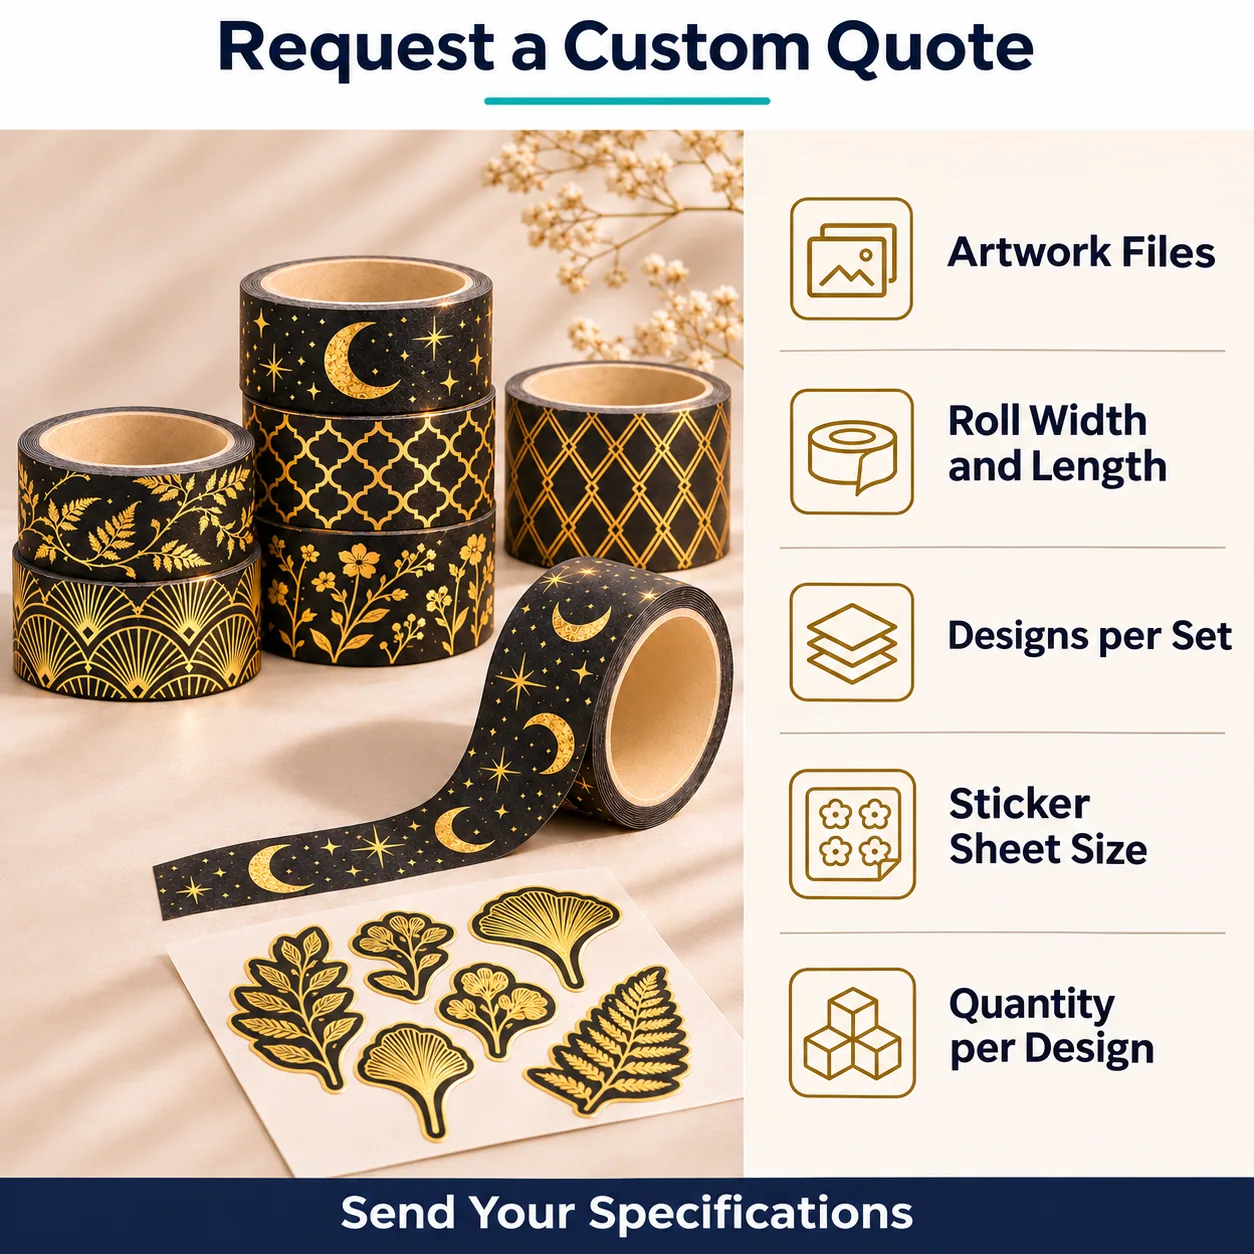 Request a Custom Quote
Artwork Files
Roll Width
and Length
Designs per Set
Sticker
Sheet Size
Quantity
per Design
Send Your Specifications